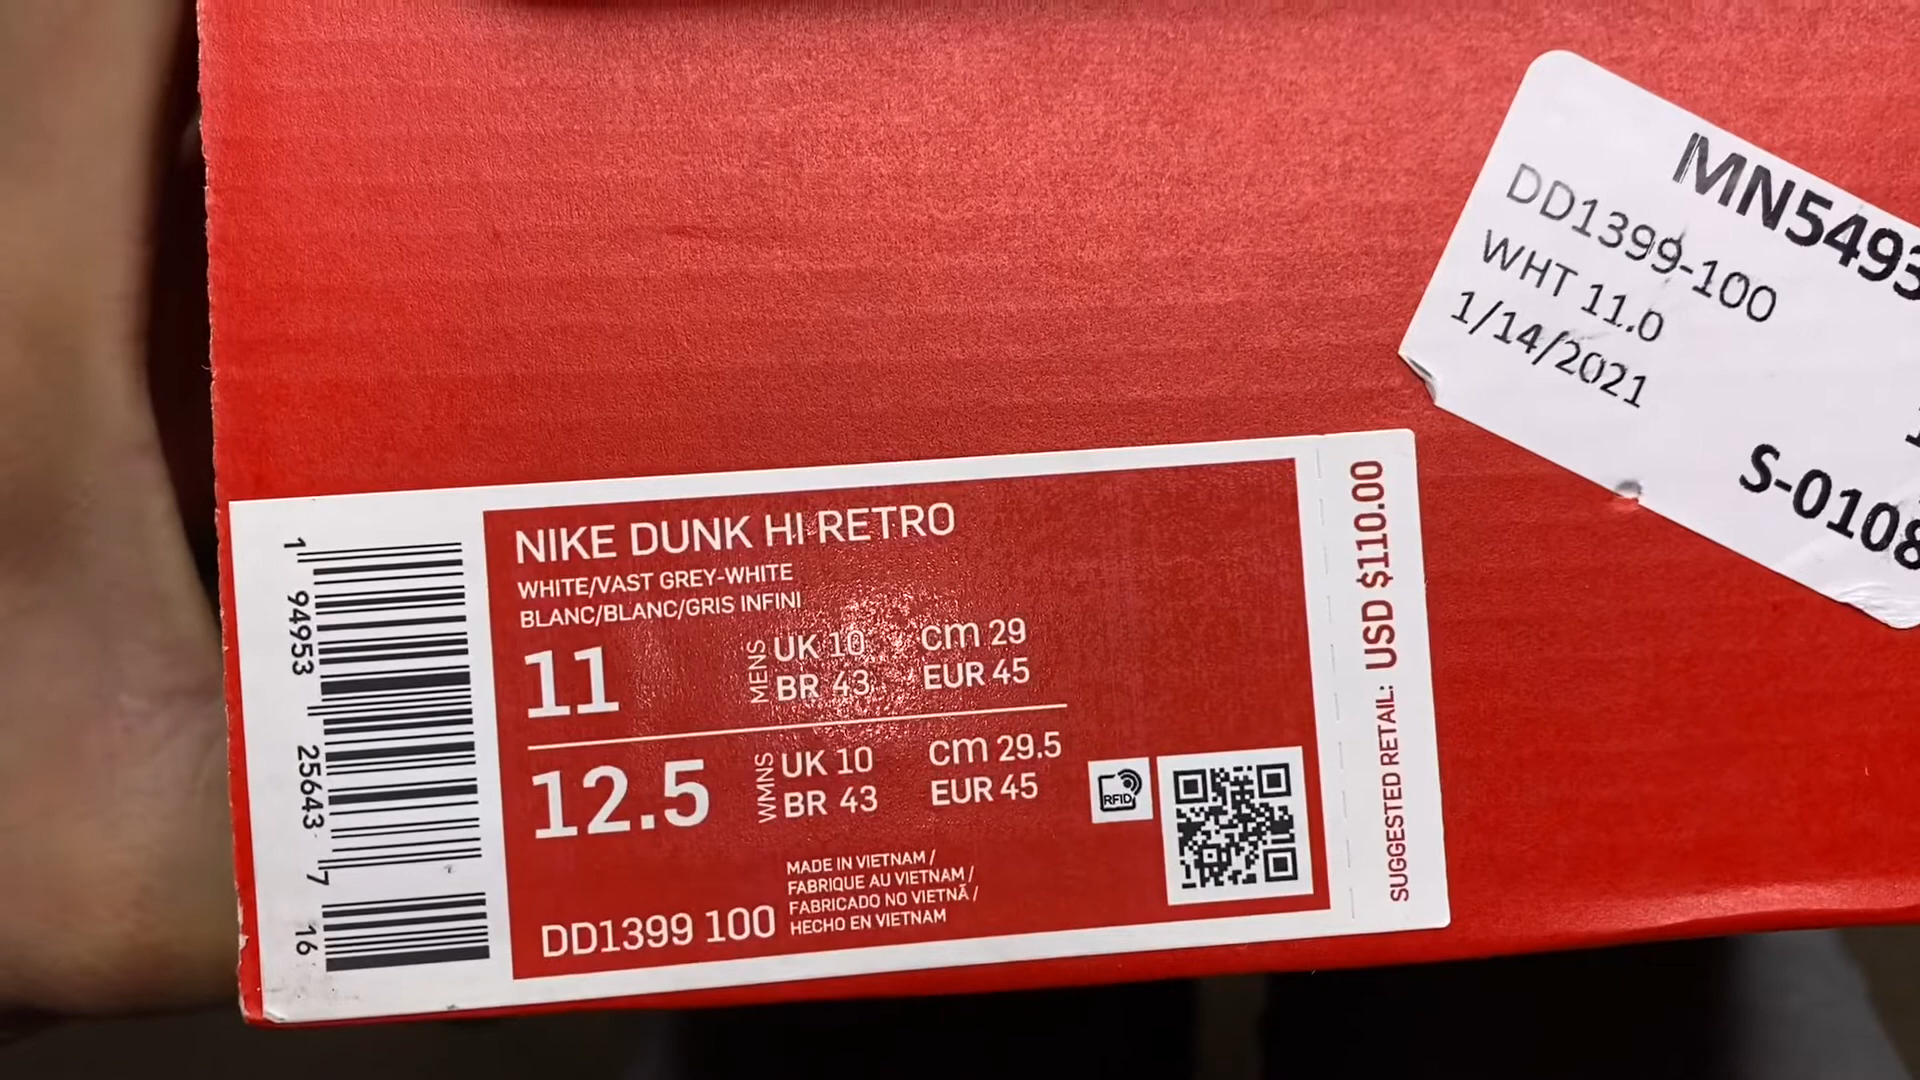 MN5493
DD1399-100
WHT 11.0
1/14/2021
S-0108
NIKE DUNK HI RETRO
WHITE/VAST GREY-WHITE
BLANC/BLANC/GRIS INFINI
11
MENS
UK 10
cm 29
BR 43
EUR 45
12.5
WMNS
UK 10
cm 29.5
BR 43
EUR 45
RFID
MADE IN VIETNAM /
FABRIQUE AU VIETNAM /
FABRICADO NO VIETNÃ /
HECHO EN VIETNAM
DD1399 100
SUGGESTED RETAIL: USD $110.00
1 94953 25643 7 16